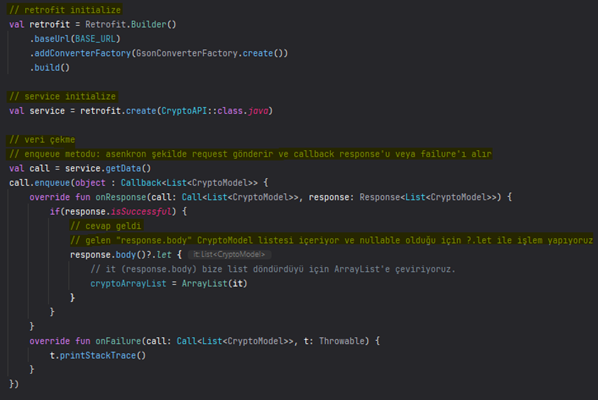 // retrofit initialize
val retrofit = Retrofit.Builder()
.baseUrl(BASE_URL)
.addConverterFactory(GsonConverterFactory.create())
.build()
// service initialize
val service = retrofit.create(CryptoAPI::class.java)
// veri çekme
// enqueue metodu: asenkron şekilde request gönderir ve callback response'u veya failure'ı alır
val call = service.getData()
call.enqueue(object : Callback<List<CryptoModel>> {
override fun onResponse(call: Call<List<CryptoModel>>, response: Response<List<CryptoModel>>) {
if(response.isSuccessful) {
// cevap geldi
// gelen "response.body" CryptoModel listesi içeriyor ve nullable olduğu için ?.let ile işlem yapıyoruz
response.body()?.let { it: List<CryptoModel>
// it (response.body) bize list döndürdüyü için ArrayList'e çeviriyoruz.
cryptoArrayList = ArrayList(it)
}
}
}
override fun onFailure(call: Call<List<CryptoModel>>, t: Throwable) {
t.printStackTrace()
}
})